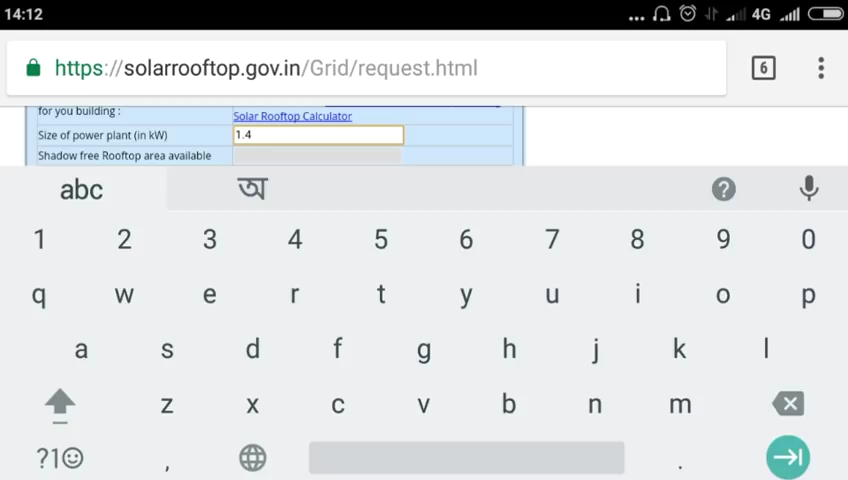 14:12 ... 4G
https://solarrooftop.gov.in/Grid/request.html 6
for you building :
Solar Rooftop Calculator
Size of power plant (in kW) 1.4
Shadow free Rooftop area available
abc অ ?
1 2 3 4 5 6 7 8 9 0
q w e r t y u i o p
a s d f g h j k l
z x c v b n m
?1☺ , .